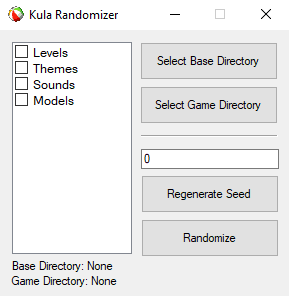 Kula Randomizer
Levels
Themes
Sounds
Models
Select Base Directory
Select Game Directory
0
Regenerate Seed
Randomize
Base Directory: None
Game Directory: None